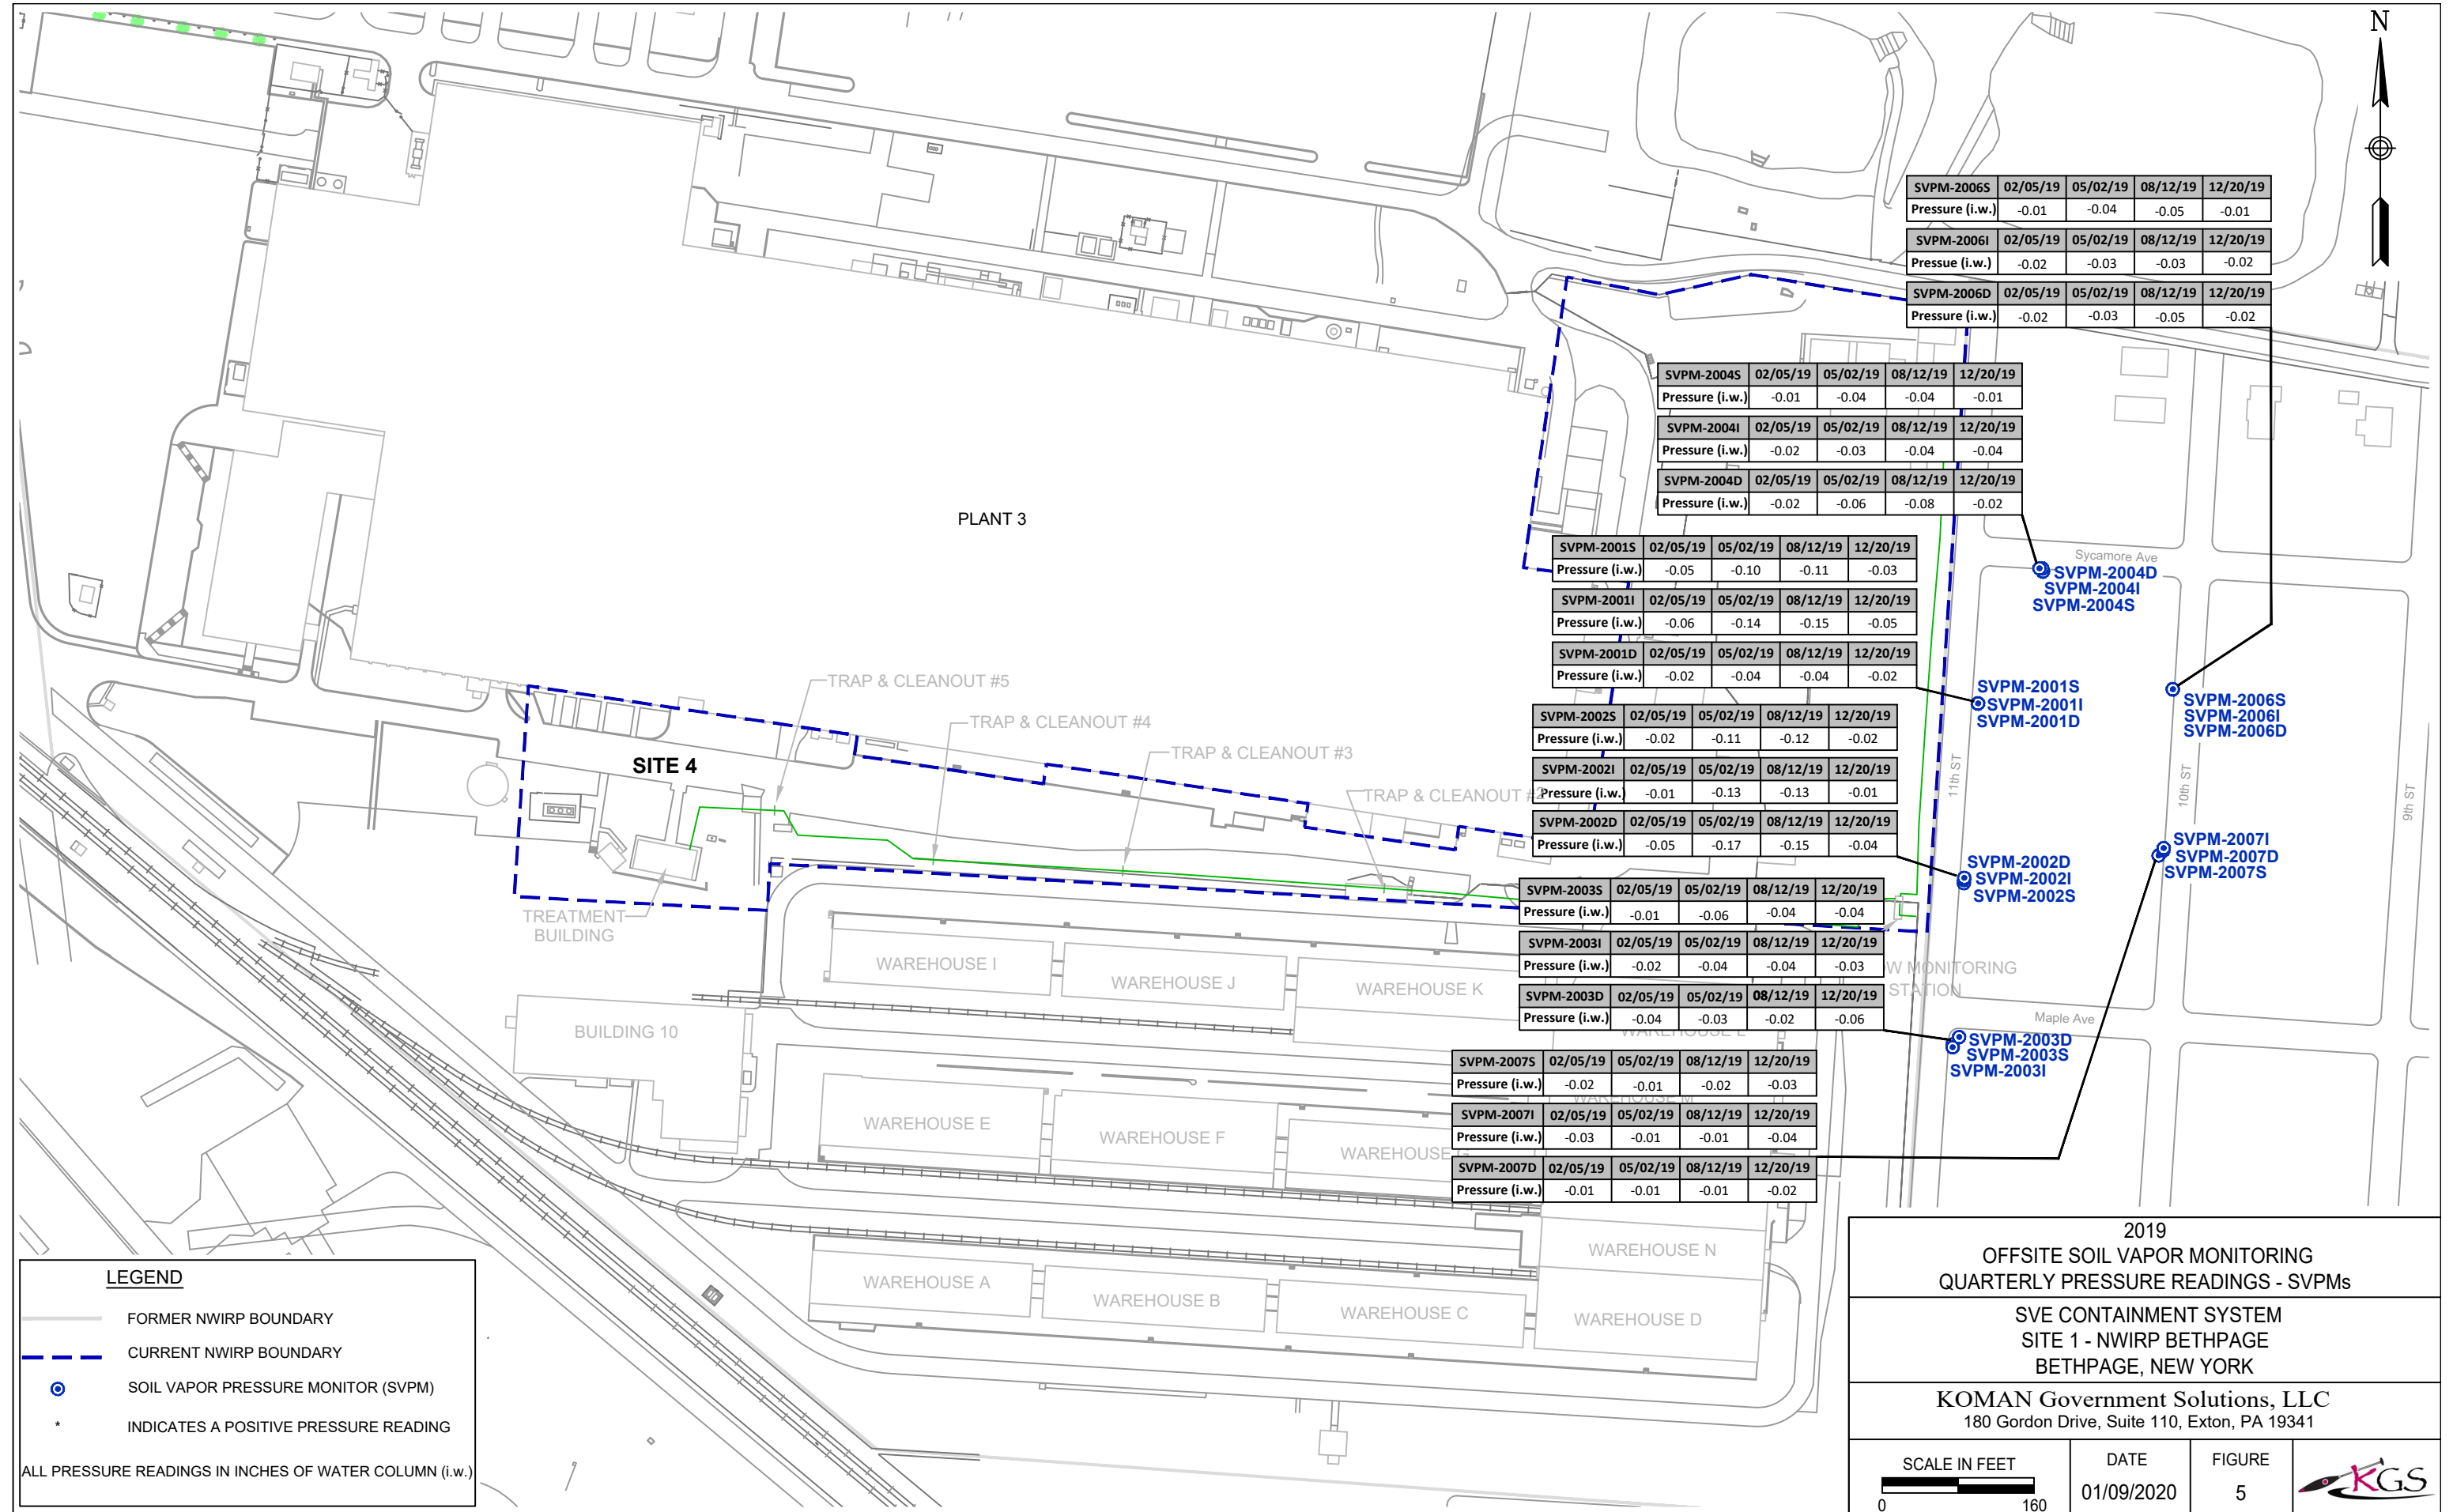 N
SVPM-2006S 02/05/19 05/02/19 08/12/19 12/20/19
Pressure (i.w.) -0.01 -0.04 -0.05 -0.01
SVPM-2006I 02/05/19 05/02/19 08/12/19 12/20/19
Pressue (i.w.) -0.02 -0.03 -0.03 -0.02
SVPM-2006D 02/05/19 05/02/19 08/12/19 12/20/19
Pressure (i.w.) -0.02 -0.03 -0.05 -0.02
SVPM-2004S 02/05/19 05/02/19 08/12/19 12/20/19
Pressure (i.w.) -0.01 -0.04 -0.04 -0.01
SVPM-2004I 02/05/19 05/02/19 08/12/19 12/20/19
Pressure (i.w.) -0.02 -0.03 -0.04 -0.04
SVPM-2004D 02/05/19 05/02/19 08/12/19 12/20/19
Pressure (i.w.) -0.02 -0.06 -0.08 -0.02
PLANT 3
SVPM-2001S 02/05/19 05/02/19 08/12/19 12/20/19
Pressure (i.w.) -0.05 -0.10 -0.11 -0.03
SVPM-2001I 02/05/19 05/02/19 08/12/19 12/20/19
Pressure (i.w.) -0.06 -0.14 -0.15 -0.05
SVPM-2001D 02/05/19 05/02/19 08/12/19 12/20/19
Pressure (i.w.) -0.02 -0.04 -0.04 -0.02
Sycamore Ave
SVPM-2004D
SVPM-2004I
SVPM-2004S
SVPM-2001S
SVPM-2001I
SVPM-2001D
SVPM-2006S
SVPM-2006I
SVPM-2006D
TRAP & CLEANOUT #5
TRAP & CLEANOUT #4
TRAP & CLEANOUT #3
TRAP & CLEANOUT #2
SITE 4
SVPM-2002S 02/05/19 05/02/19 08/12/19 12/20/19
Pressure (i.w.) -0.02 -0.11 -0.12 -0.02
SVPM-2002I 02/05/19 05/02/19 08/12/19 12/20/19
Pressure (i.w.) -0.01 -0.13 -0.13 -0.01
SVPM-2002D 02/05/19 05/02/19 08/12/19 12/20/19
Pressure (i.w.) -0.05 -0.17 -0.15 -0.04
11th ST
10th ST
9th ST
SVPM-2007I
SVPM-2007D
SVPM-2007S
SVPM-2002D
SVPM-2002I
SVPM-2002S
TREATMENT
BUILDING
SVPM-2003S 02/05/19 05/02/19 08/12/19 12/20/19
Pressure (i.w.) -0.01 -0.06 -0.04 -0.04
SVPM-2003I 02/05/19 05/02/19 08/12/19 12/20/19
Pressure (i.w.) -0.02 -0.04 -0.04 -0.03
SVPM-2003D 02/05/19 05/02/19 08/12/19 12/20/19
Pressure (i.w.) -0.04 -0.03 -0.02 -0.06
W MONITORING
STATION
WAREHOUSE I
WAREHOUSE J
WAREHOUSE K
WAREHOUSE L
Maple Ave
BUILDING 10
SVPM-2003D
SVPM-2003S
SVPM-2003I
SVPM-2007S 02/05/19 05/02/19 08/12/19 12/20/19
Pressure (i.w.) -0.02 -0.01 -0.02 -0.03
WAREHOUSE M
SVPM-2007I 02/05/19 05/02/19 08/12/19 12/20/19
Pressure (i.w.) -0.03 -0.01 -0.01 -0.04
SVPM-2007D 02/05/19 05/02/19 08/12/19 12/20/19
Pressure (i.w.) -0.01 -0.01 -0.01 -0.02
WAREHOUSE E
WAREHOUSE F
WAREHOUSE G
WAREHOUSE N
WAREHOUSE A
WAREHOUSE B
WAREHOUSE C
WAREHOUSE D
LEGEND
FORMER NWIRP BOUNDARY
CURRENT NWIRP BOUNDARY
SOIL VAPOR PRESSURE MONITOR (SVPM)
* INDICATES A POSITIVE PRESSURE READING
ALL PRESSURE READINGS IN INCHES OF WATER COLUMN (i.w.)
2019
OFFSITE SOIL VAPOR MONITORING
QUARTERLY PRESSURE READINGS - SVPMs
SVE CONTAINMENT SYSTEM
SITE 1 - NWIRP BETHPAGE
BETHPAGE, NEW YORK
KOMAN Government Solutions, LLC
180 Gordon Drive, Suite 110, Exton, PA 19341
SCALE IN FEET
0 160
DATE
01/09/2020
FIGURE
5
KGS